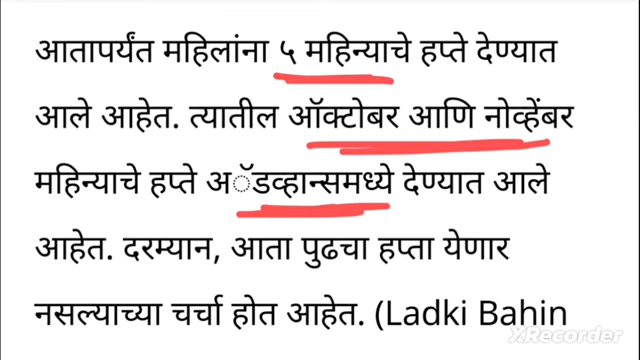 आतापर्यंत महिलांना ५ महिन्याचे हप्ते देण्यात
आले आहेत. त्यातील ऑक्टोबर आणि नोव्हेंबर
महिन्याचे हप्ते अॅडव्हान्समध्ये देण्यात आले
आहेत. दरम्यान, आता पुढचा हप्ता येणार
नसल्याच्या चर्चा होत आहेत. (Ladki Bahin
XRecorder